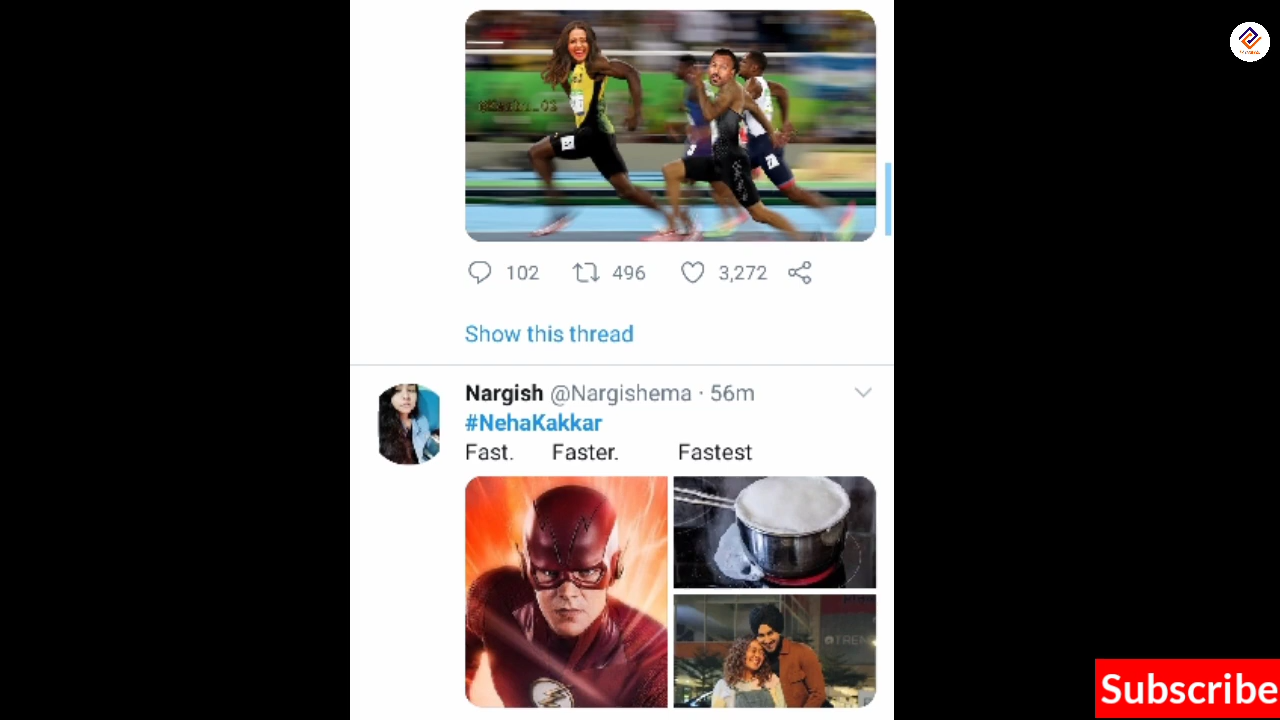 102 496 3,272
Show this thread
Nargish @Nargishema · 56m
#NehaKakkar
Fast. Faster. Fastest
Subscribe